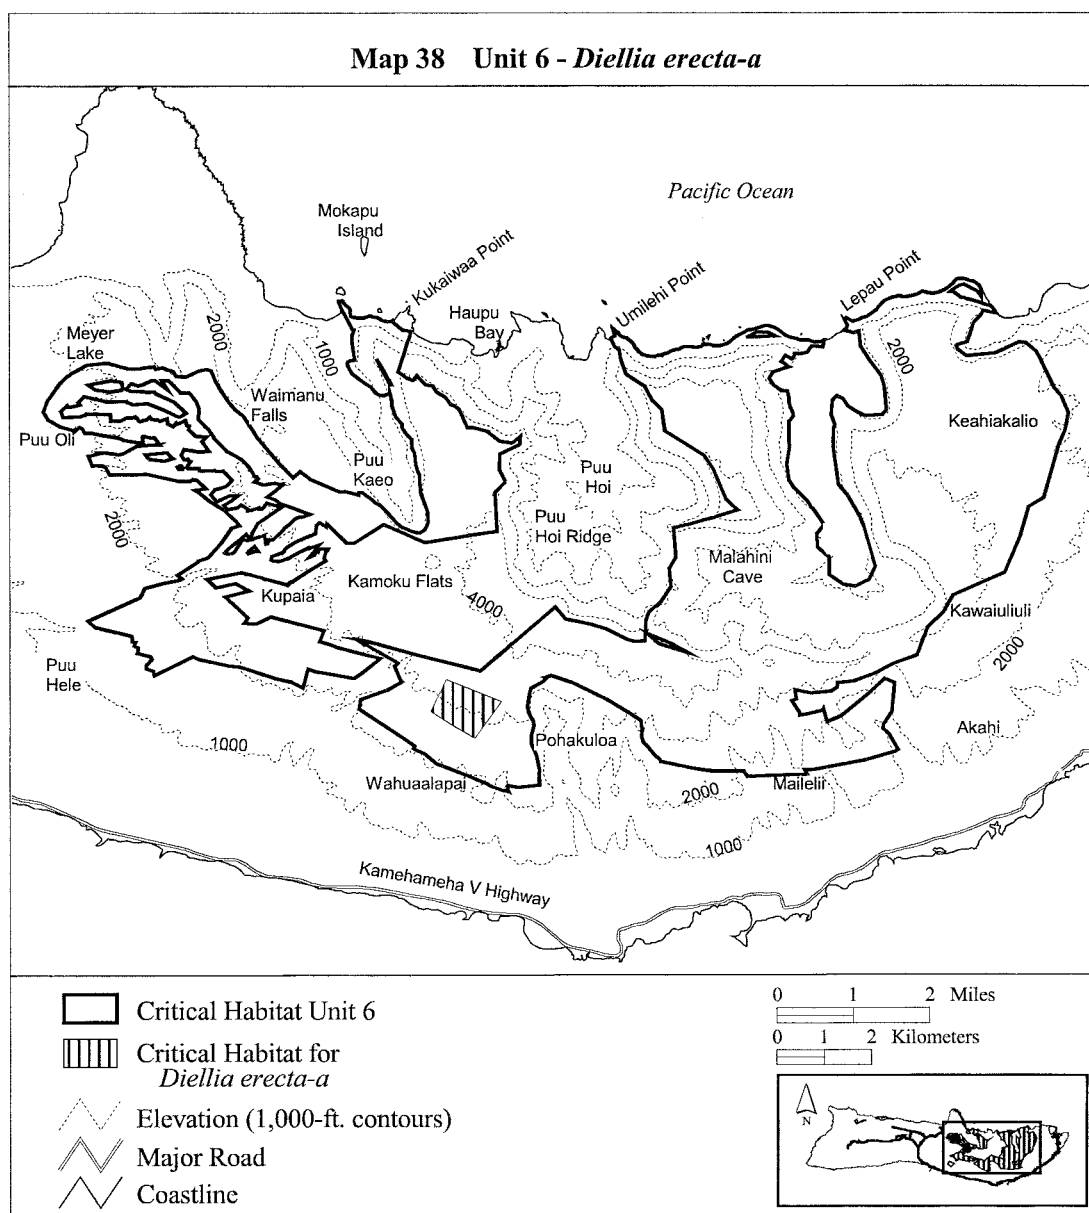 Map 38 Unit 6 - Diellia erecta-a
Pacific Ocean
Mokapu
Island
Kukaiwaa Point
Haupu
Bay
Umilehi Point
Lepau Point
Meyer
Lake
2000
1000
2000
Waimanu
Falls
Keahiakalio
Puu Oli
Puu
Kaeo
Puu
Hoi
2000
Puu
Hoi Ridge
Malahini
Cave
Kamoku Flats
Kupaia
4000
Kawaiuliuli
2000
Puu
Hele
1000
Pohakuloa
Akahi
Wahuaalapai
2000
Mailelii
1000
Kamehameha V Highway
Critical Habitat Unit 6
Critical Habitat for
Diellia erecta-a
Elevation (1,000-ft. contours)
Major Road
Coastline
0 1 2 Miles
0 1 2 Kilometers
N